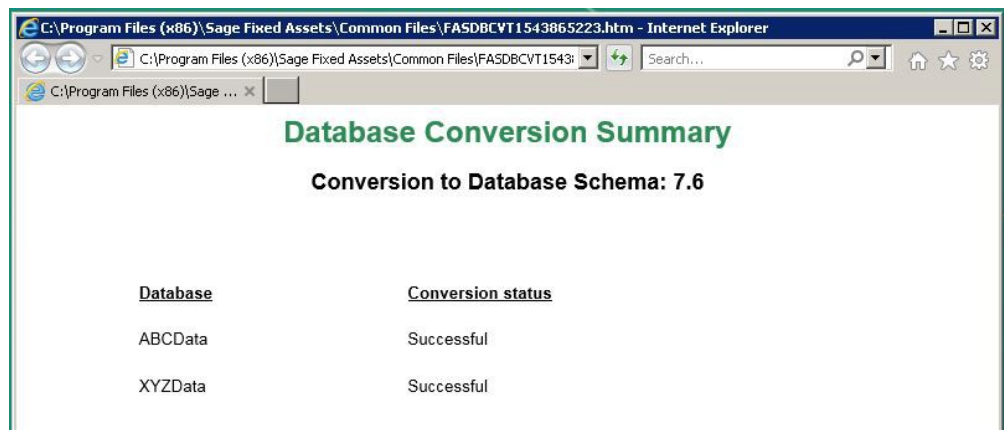 C:\Program Files (x86)\Sage Fixed Assets\Common Files\FASDBCVT1543865223.htm - Internet Explorer
C:\Program Files (x86)\Sage Fixed Assets\Common Files\FASDBCVT1543 Search...
C:\Program Files (x86)\Sage ...
Database Conversion Summary
Conversion to Database Schema: 7.6
Database Conversion status
ABCData Successful
XYZData Successful